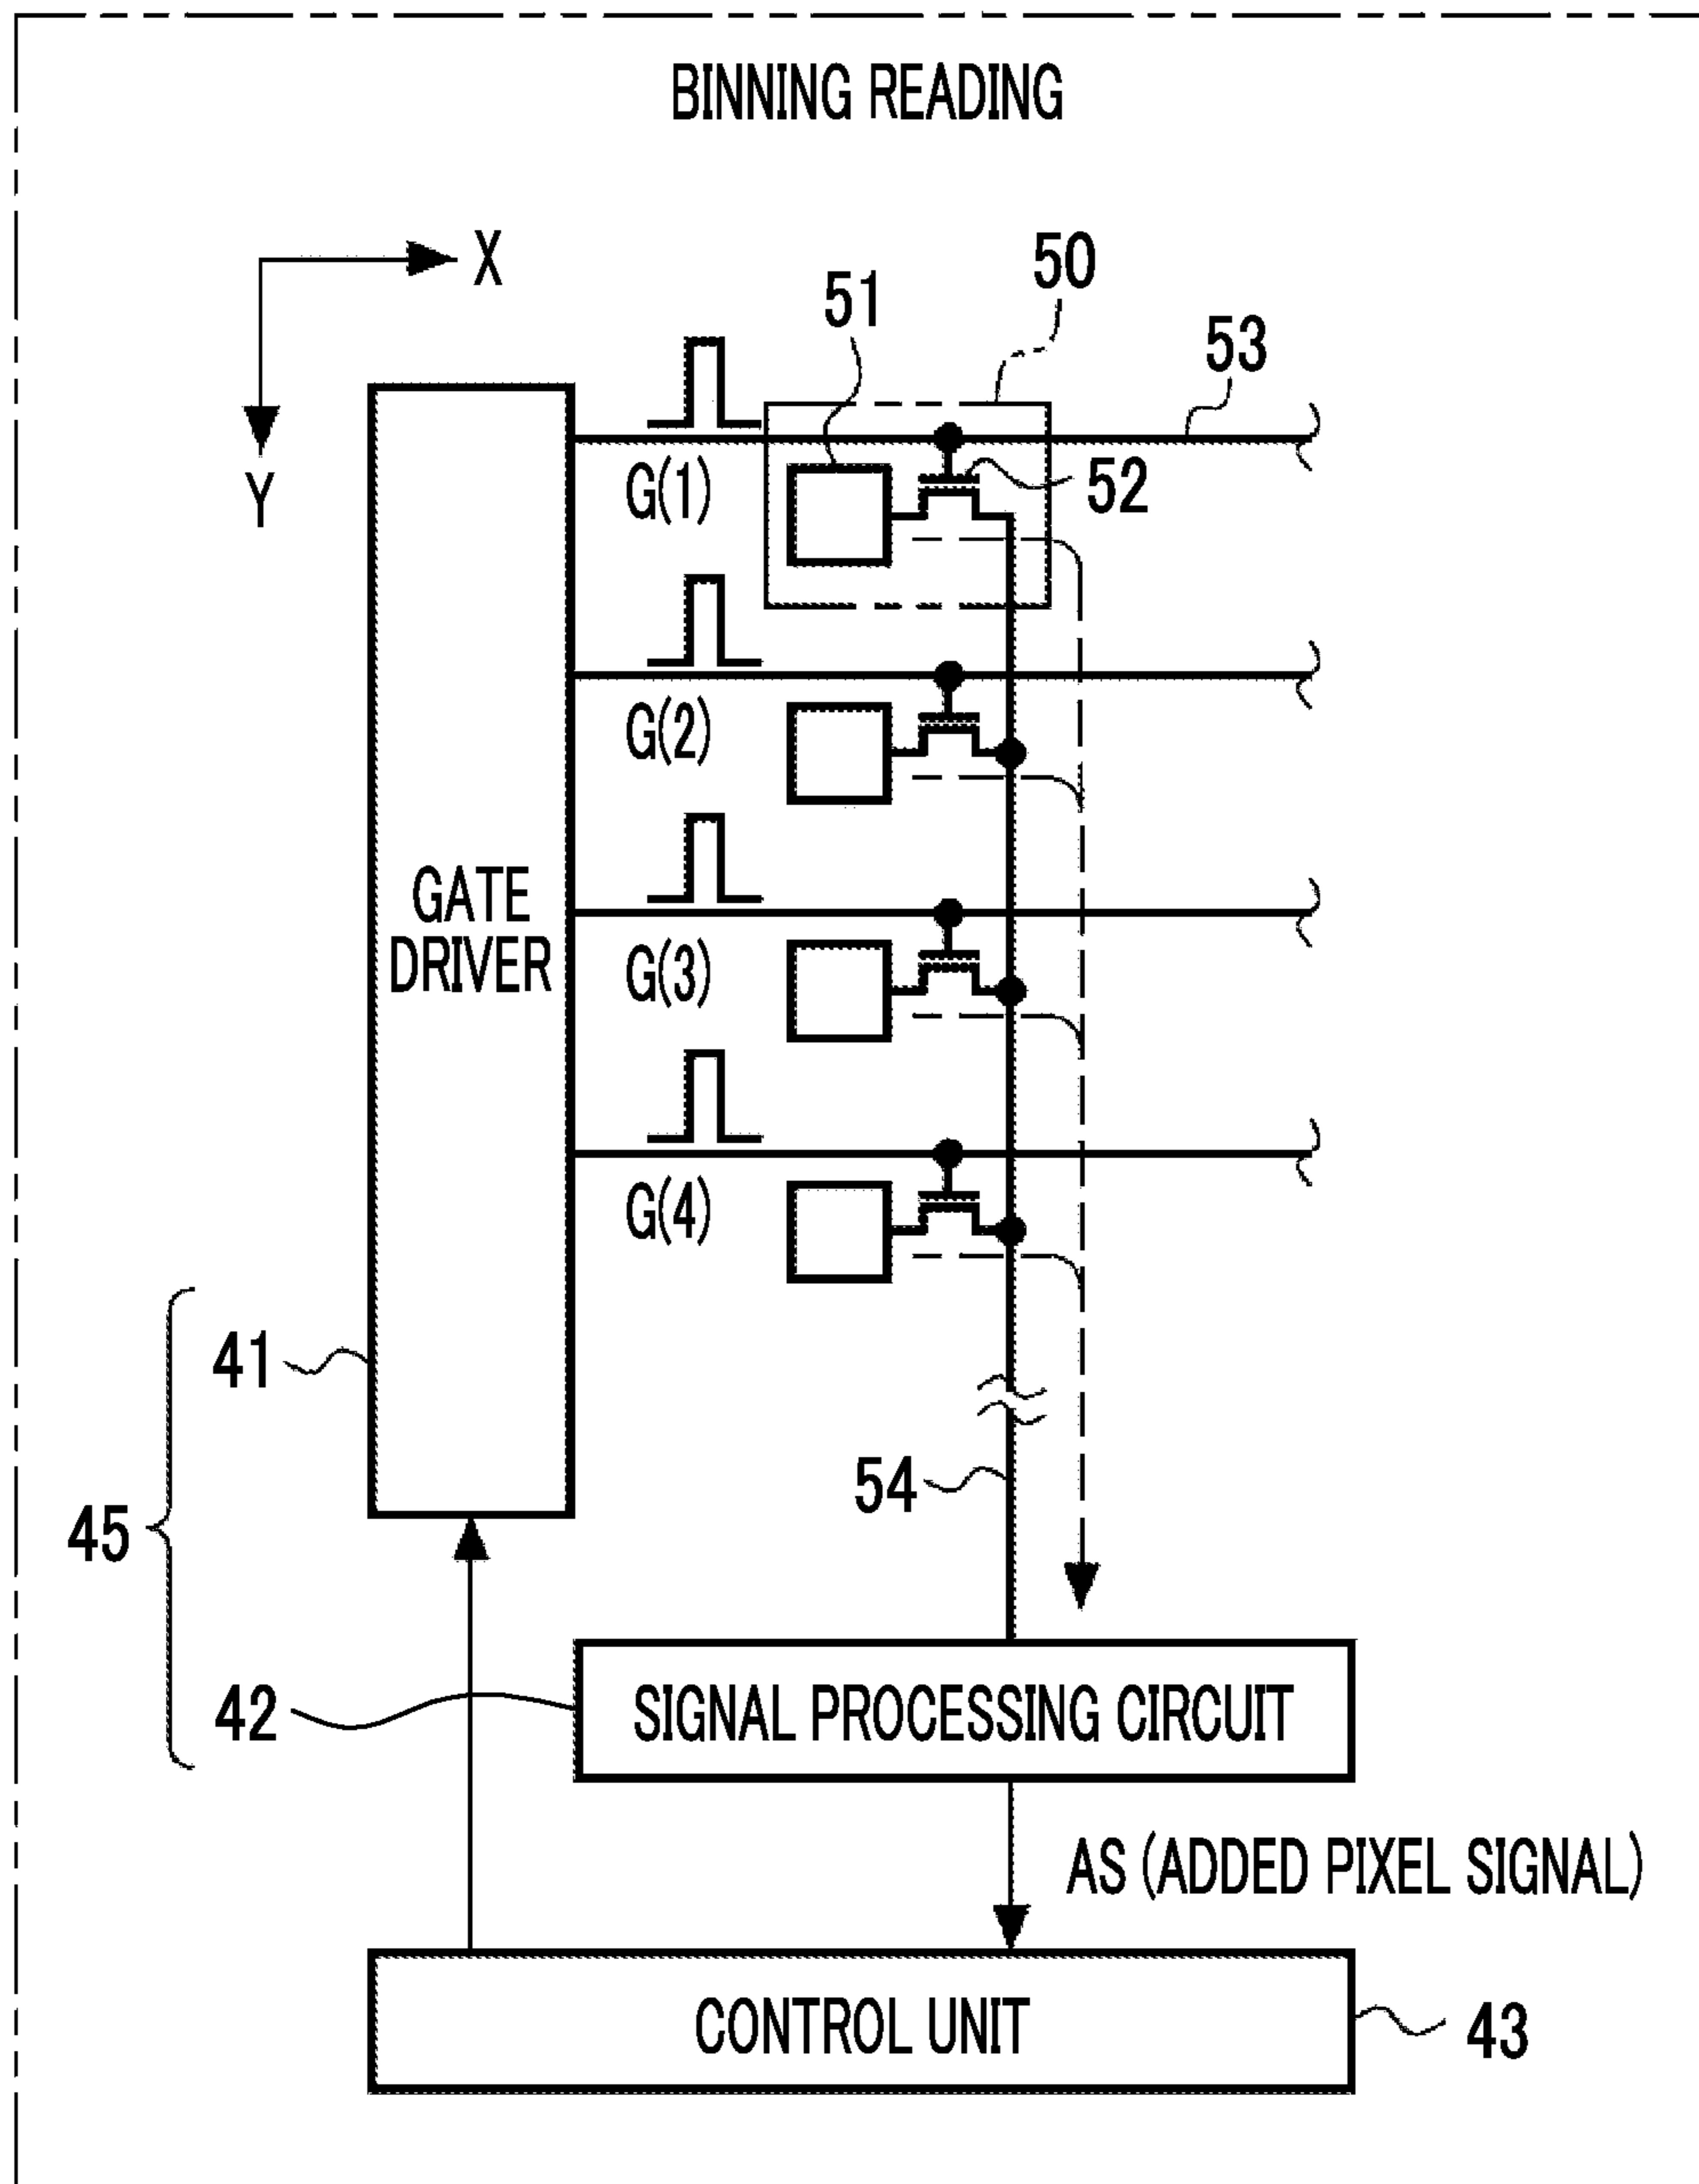 BINNING READING
X
Y
50
51
53
52
G(1)
G(2)
G(3)
G(4)
GATE
DRIVER
41
45
54
42
SIGNAL PROCESSING CIRCUIT
AS (ADDED PIXEL SIGNAL)
CONTROL UNIT
43